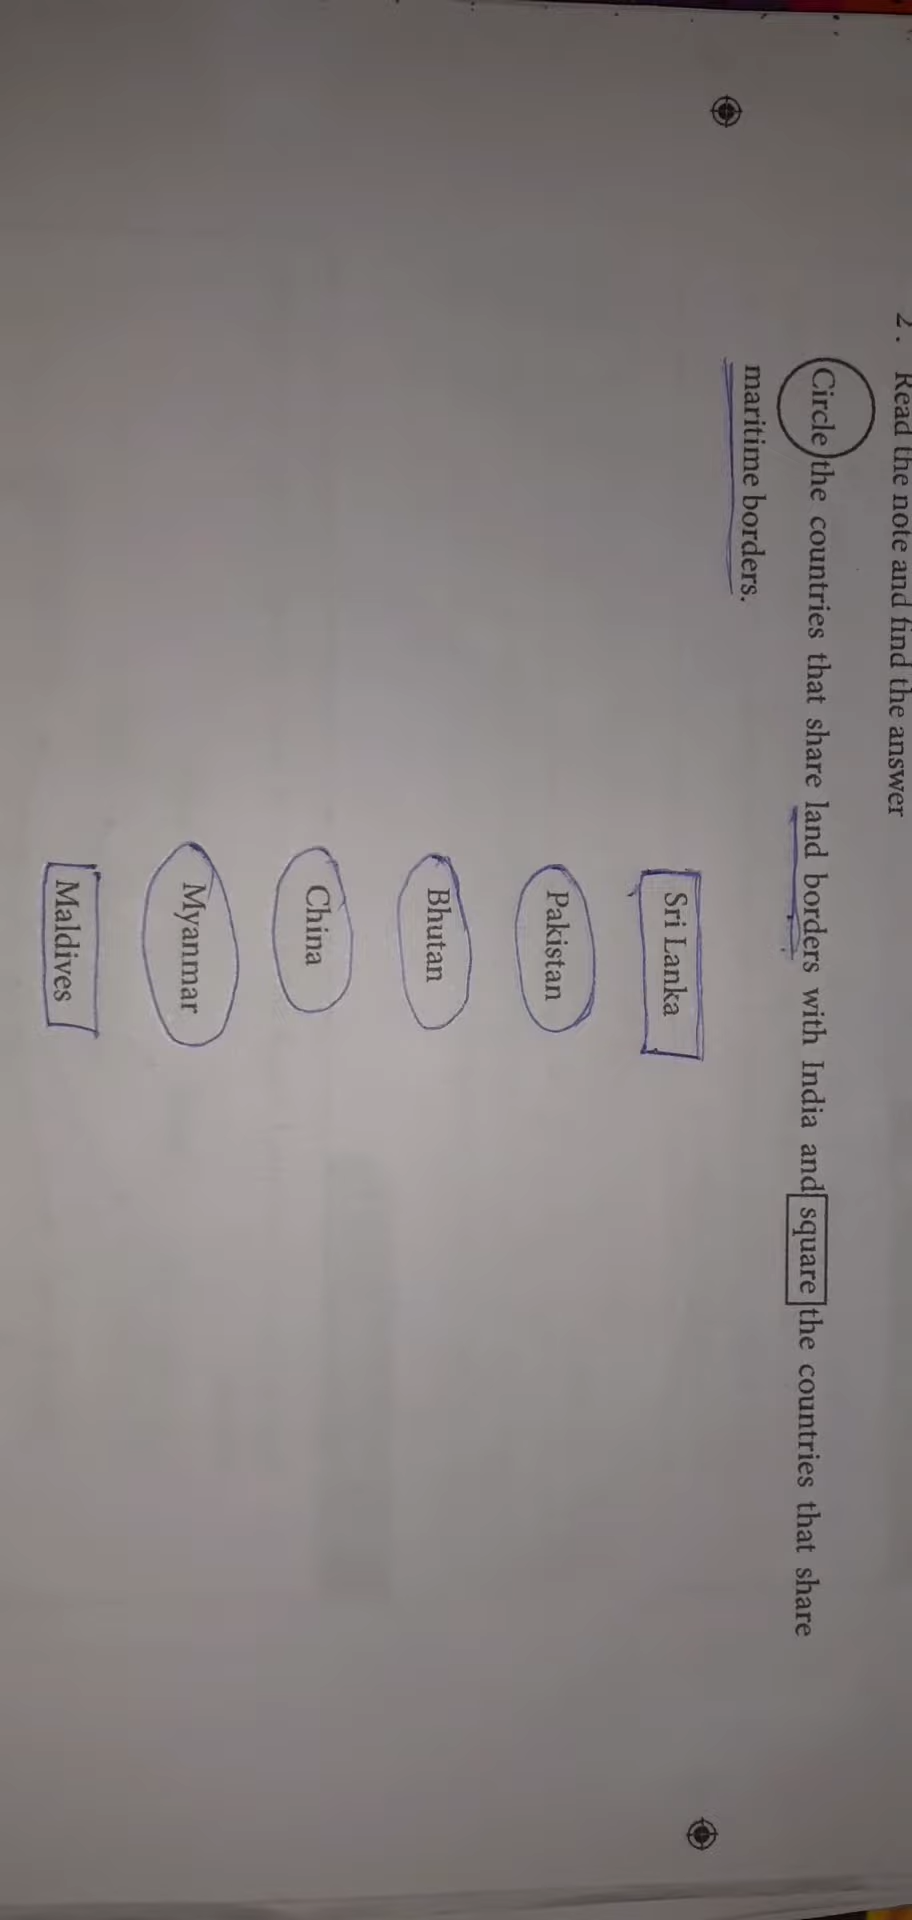 2. Read the note and find the answer
Circle the countries that share land borders with India and square the countries that share
maritime borders.
Sri Lanka
Pakistan
Bhutan
China
Myanmar
Maldives